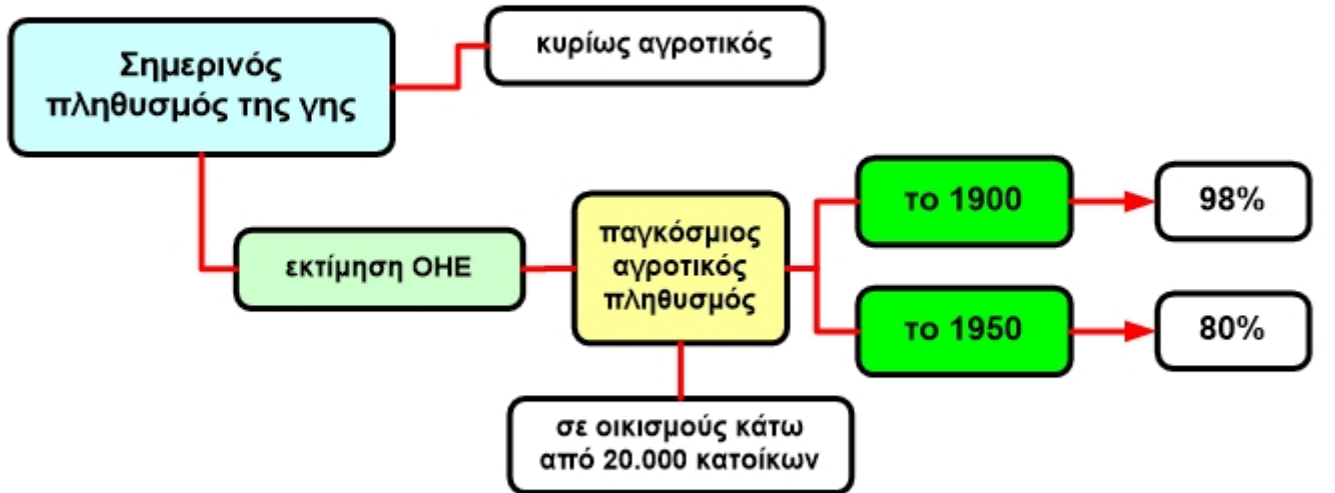 Σημερινός
πληθυσμός της γης
κυρίως αγροτικός
εκτίμηση ΟΗΕ
παγκόσμιος
αγροτικός
πληθυσμός
το 1900
98%
το 1950
80%
σε οικισμούς κάτω
από 20.000 κατοίκων